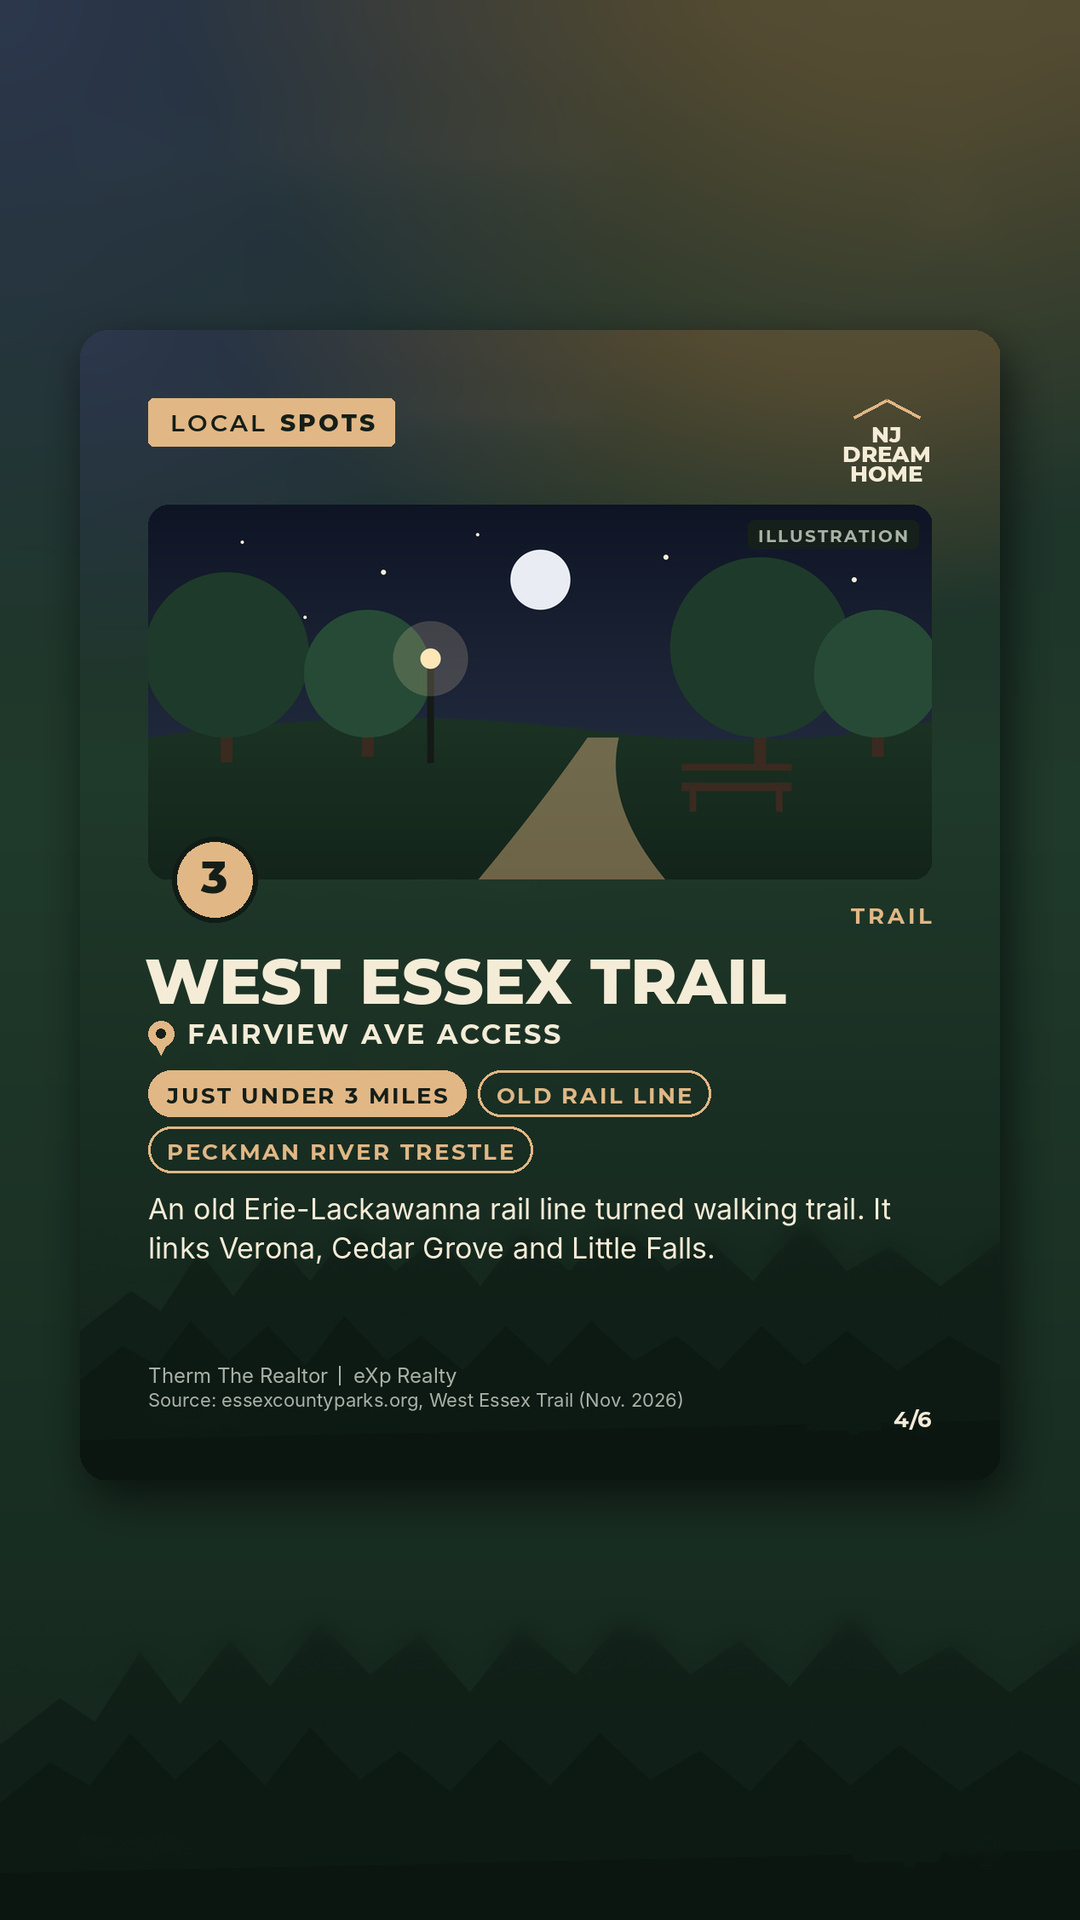 LOCAL SPOTS
NJ
DREAM
HOME
ILLUSTRATION
3
TRAIL
WEST ESSEX TRAIL
FAIRVIEW AVE ACCESS
JUST UNDER 3 MILES
OLD RAIL LINE
PECKMAN RIVER TRESTLE
An old Erie-Lackawanna rail line turned walking trail. It
links Verona, Cedar Grove and Little Falls.
Therm The Realtor | eXp Realty
Source: essexcountyparks.org, West Essex Trail (Nov. 2026)
4/6